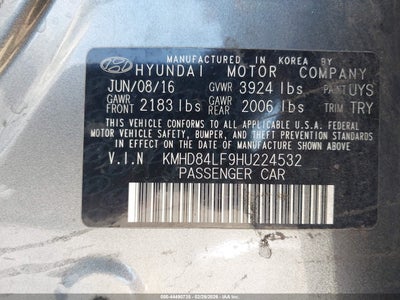 MANUFACTURED IN KOREA BY
HYUNDAI MOTOR COMPANY
JUN/08/16 GVWR 3924 lbs PAINT UYS
GAWR FRONT 2183 lbs GAWR REAR 2006 lbs TRIM TRY
THIS VEHICLE CONFORMS TO ALL APPLICABLE U.S.A. FEDERAL
MOTOR VEHICLE SAFETY, BUMPER, AND THEFT PREVENTION
STANDARDS IN EFFECT ON THE DATE OF MANUFACTURE SHOWN ABOVE.
V.I.N KMHD84LF9HU224532
PASSENGER CAR